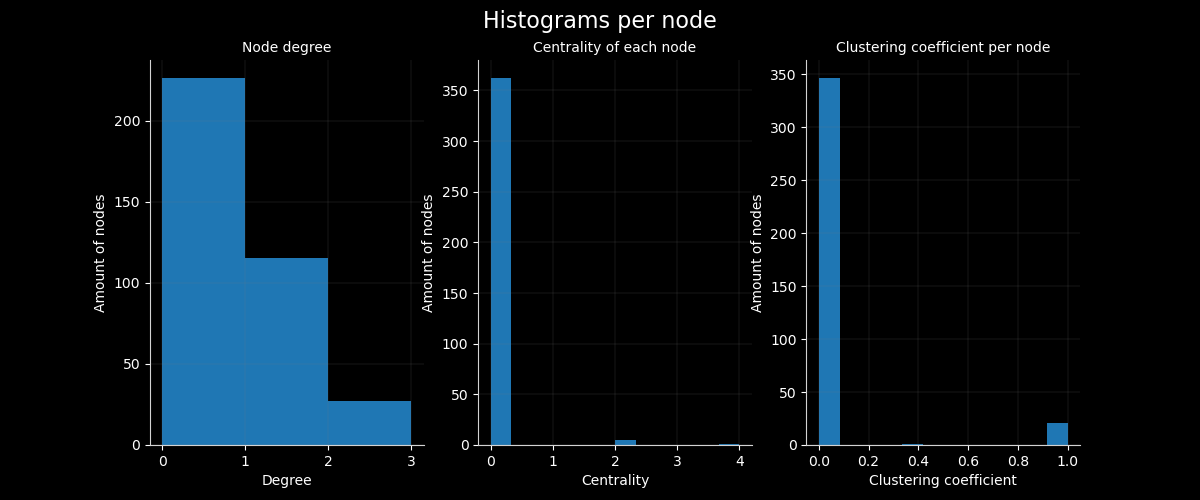 Histograms per node
Node degree
Amount of nodes
200
150
100
50
0
0 1 2 3
Degree
Centrality of each node
Amount of nodes
350
300
250
200
150
100
50
0
0 1 2 3 4
Centrality
Clustering coefficient per node
Amount of nodes
350
300
250
200
150
100
50
0
0.0 0.2 0.4 0.6 0.8 1.0
Clustering coefficient